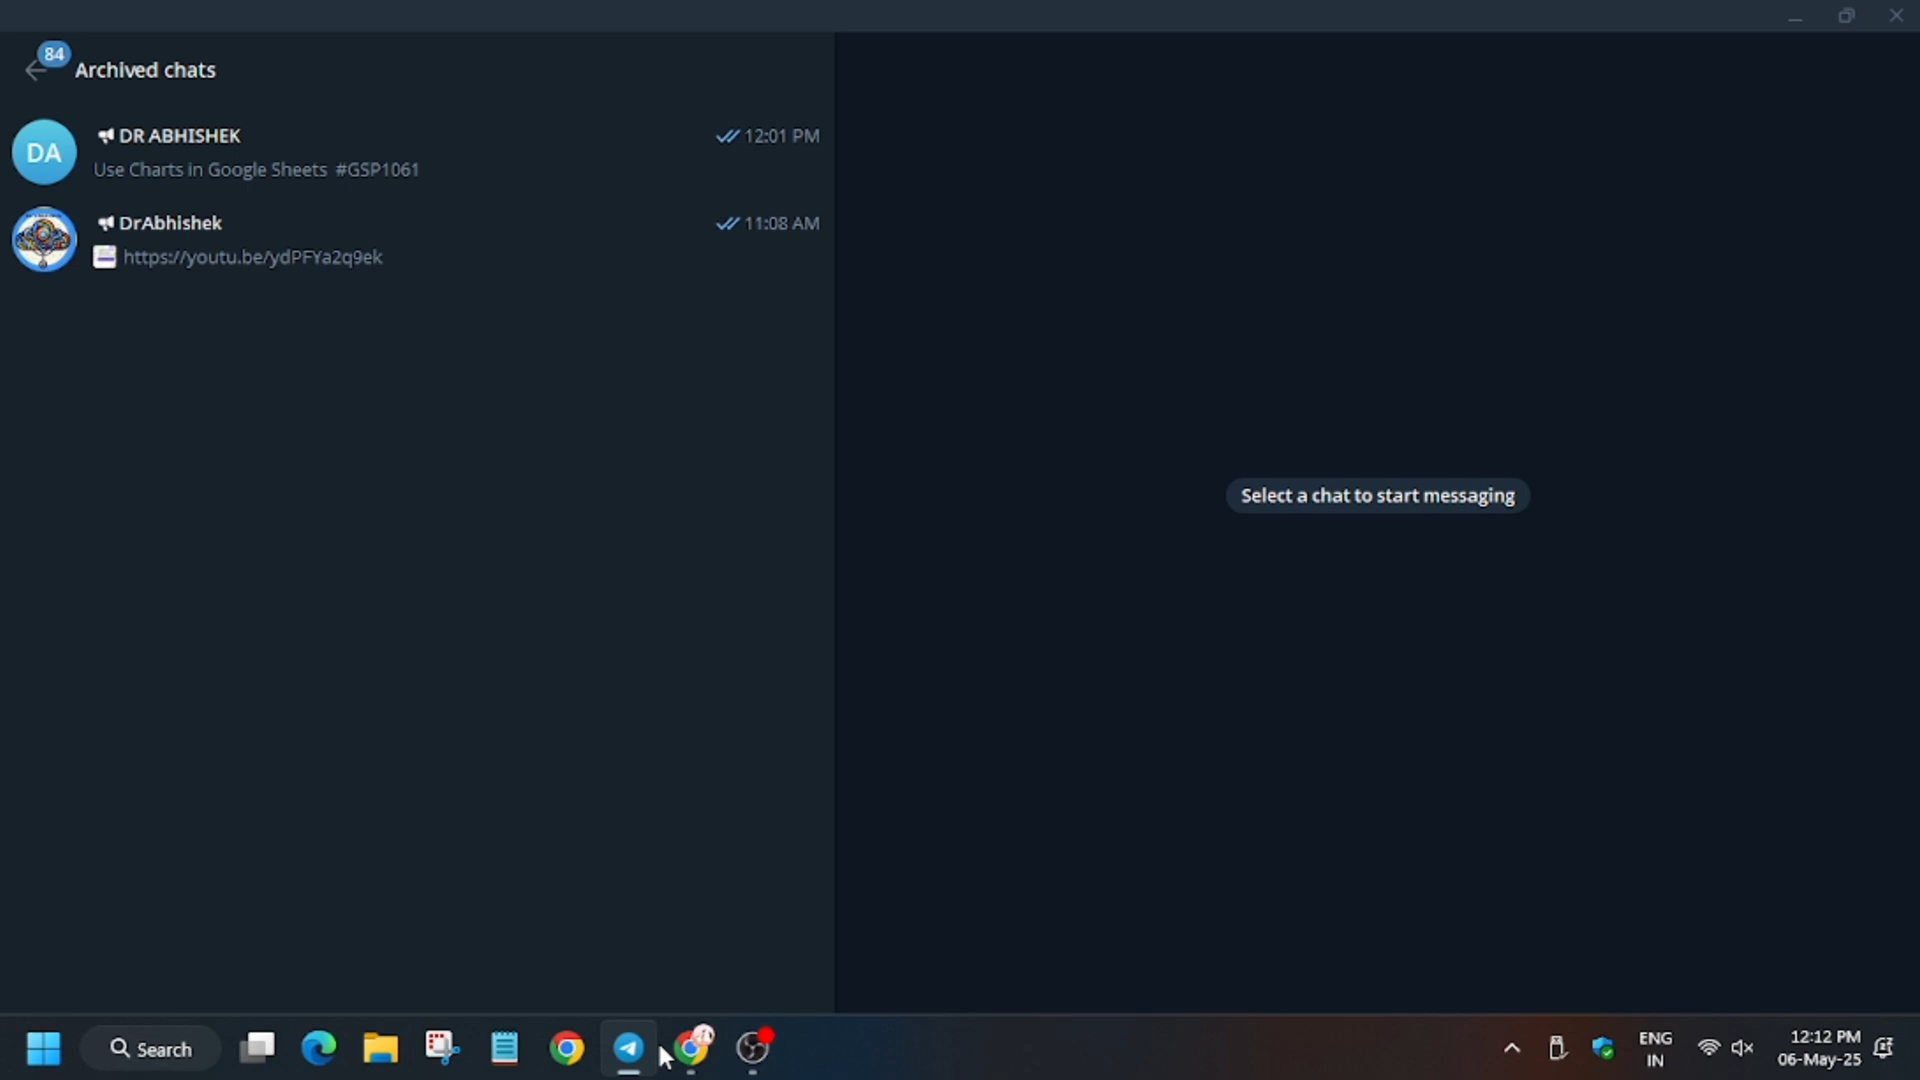 84
Archived chats
DA
DR ABHISHEK
12:01 PM
Use Charts in Google Sheets #GSP1061
DrAbhishek
11:08 AM
https://youtu.be/ydPFYa2q9ek
Select a chat to start messaging
Search
ENG
IN
12:12 PM
06-May-25